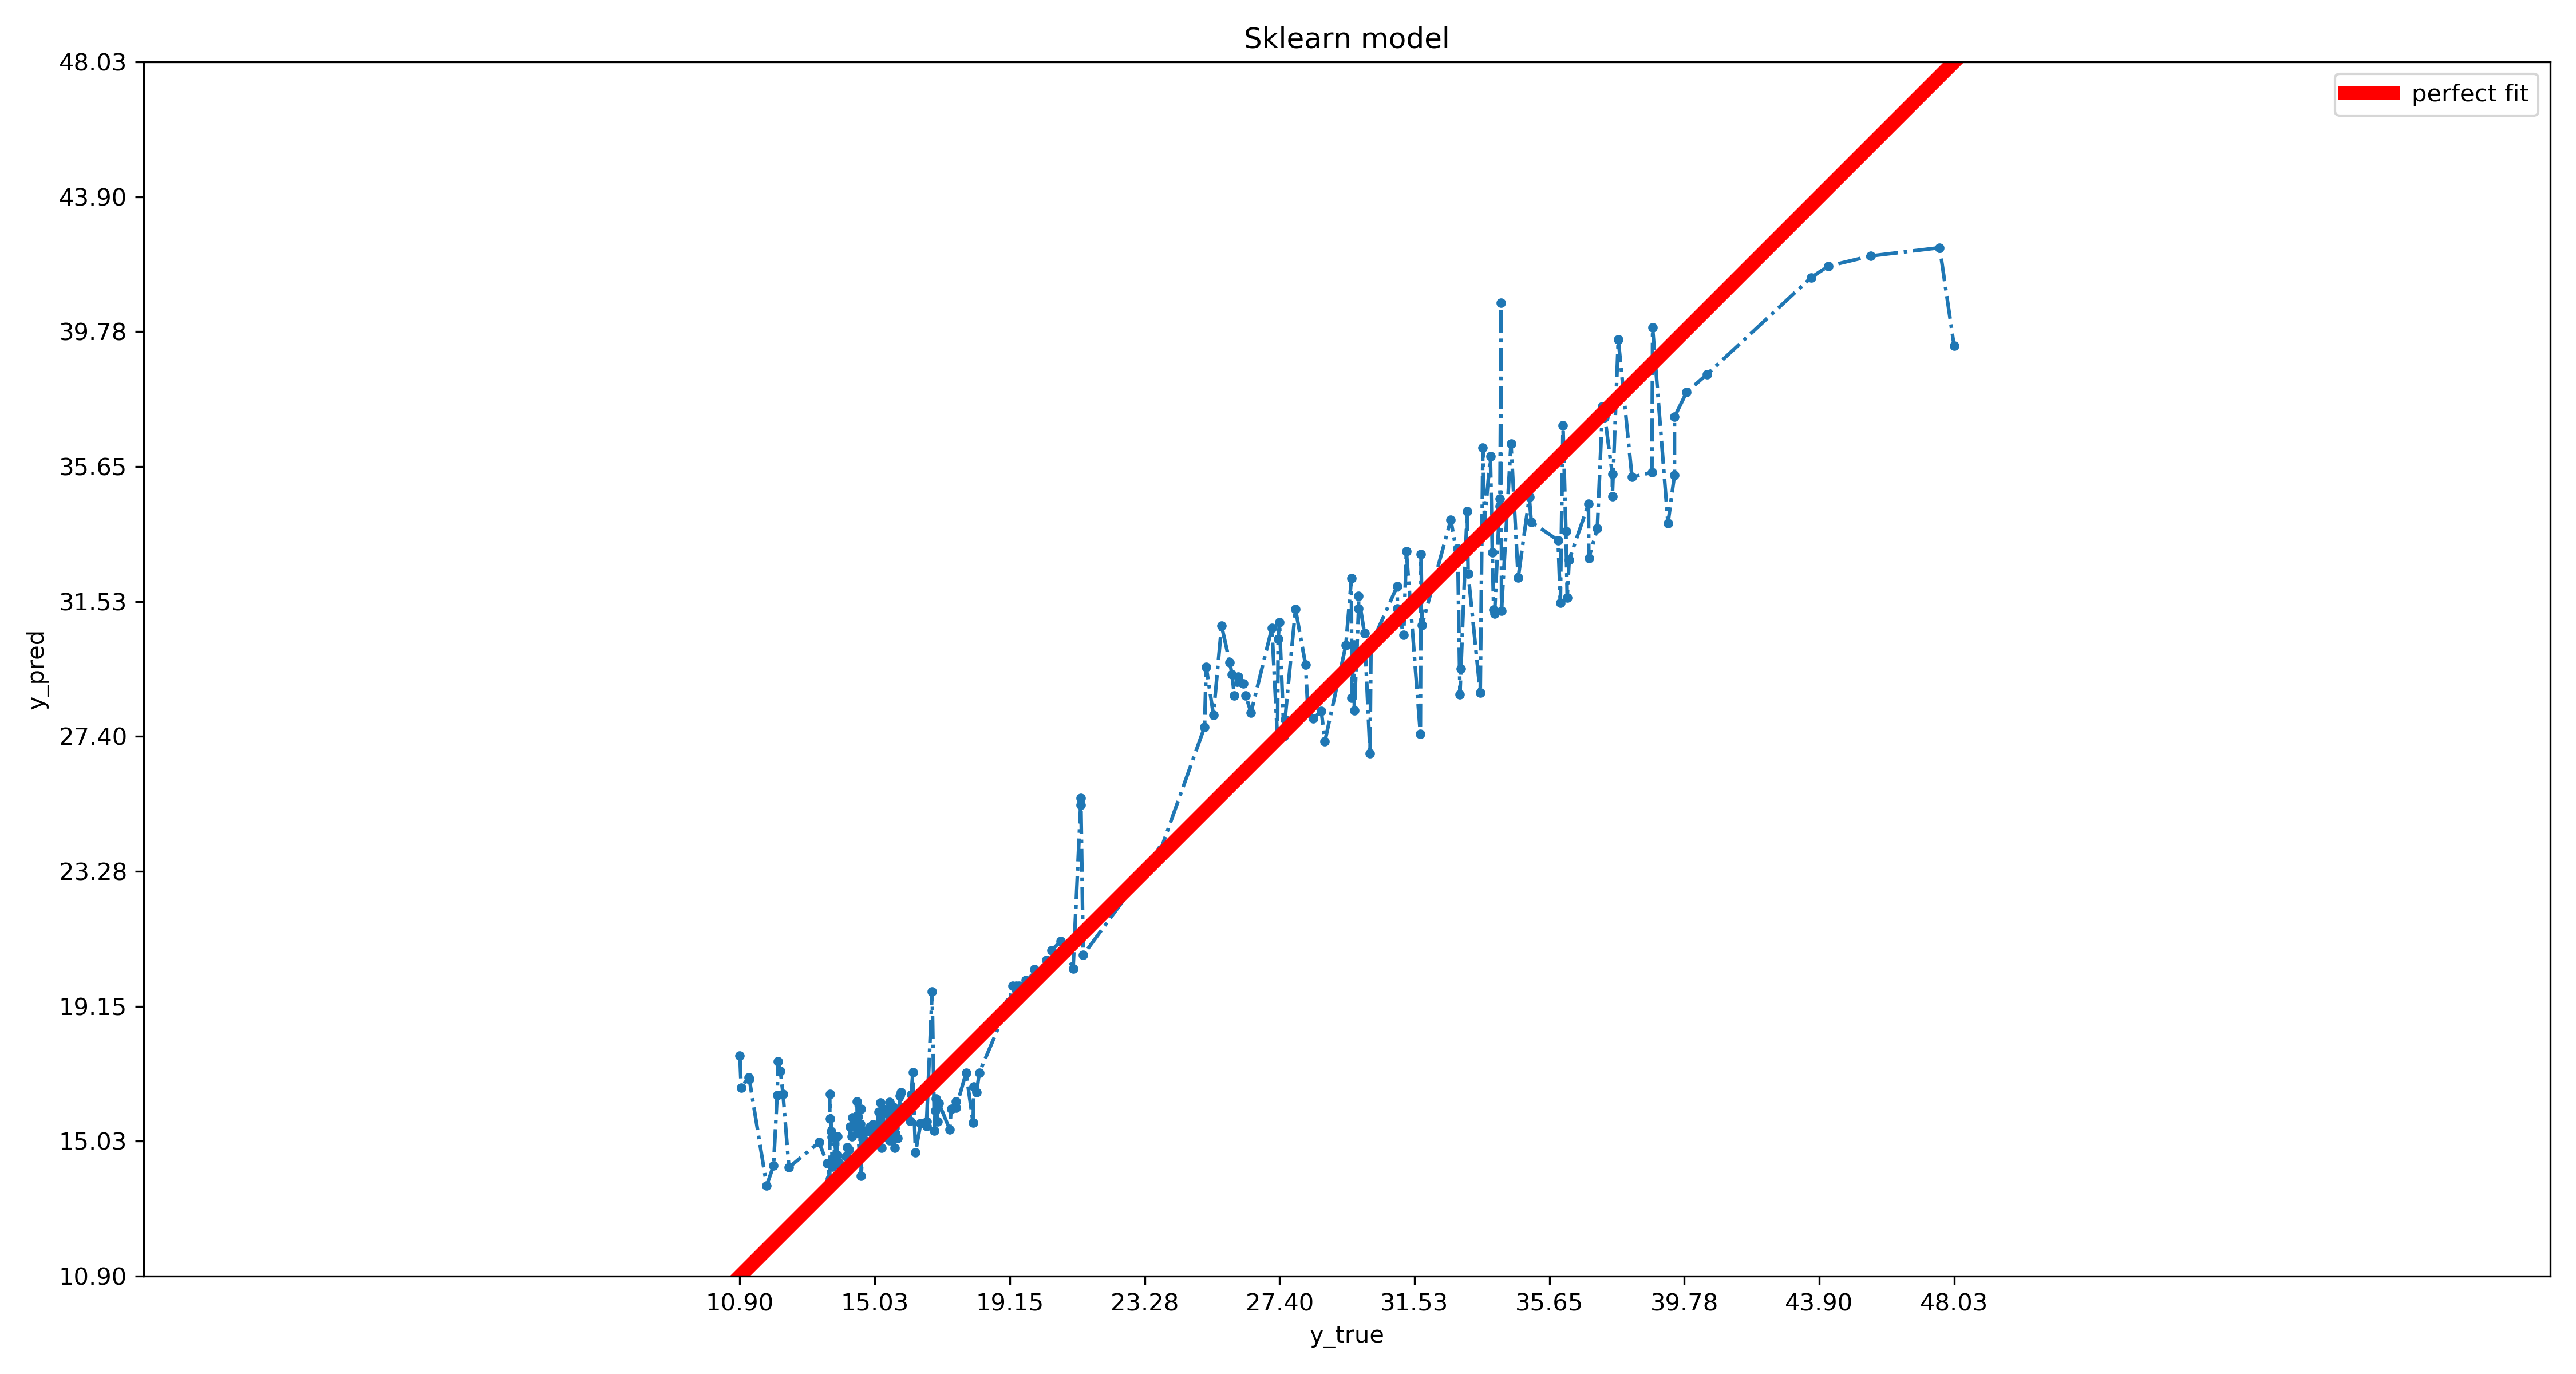 Sklearn model
perfect fit
48.03
43.90
39.78
35.65
31.53
27.40
23.28
19.15
15.03
10.90
y_pred
10.90 15.03 19.15 23.28 27.40 31.53 35.65 39.78 43.90 48.03
y_true